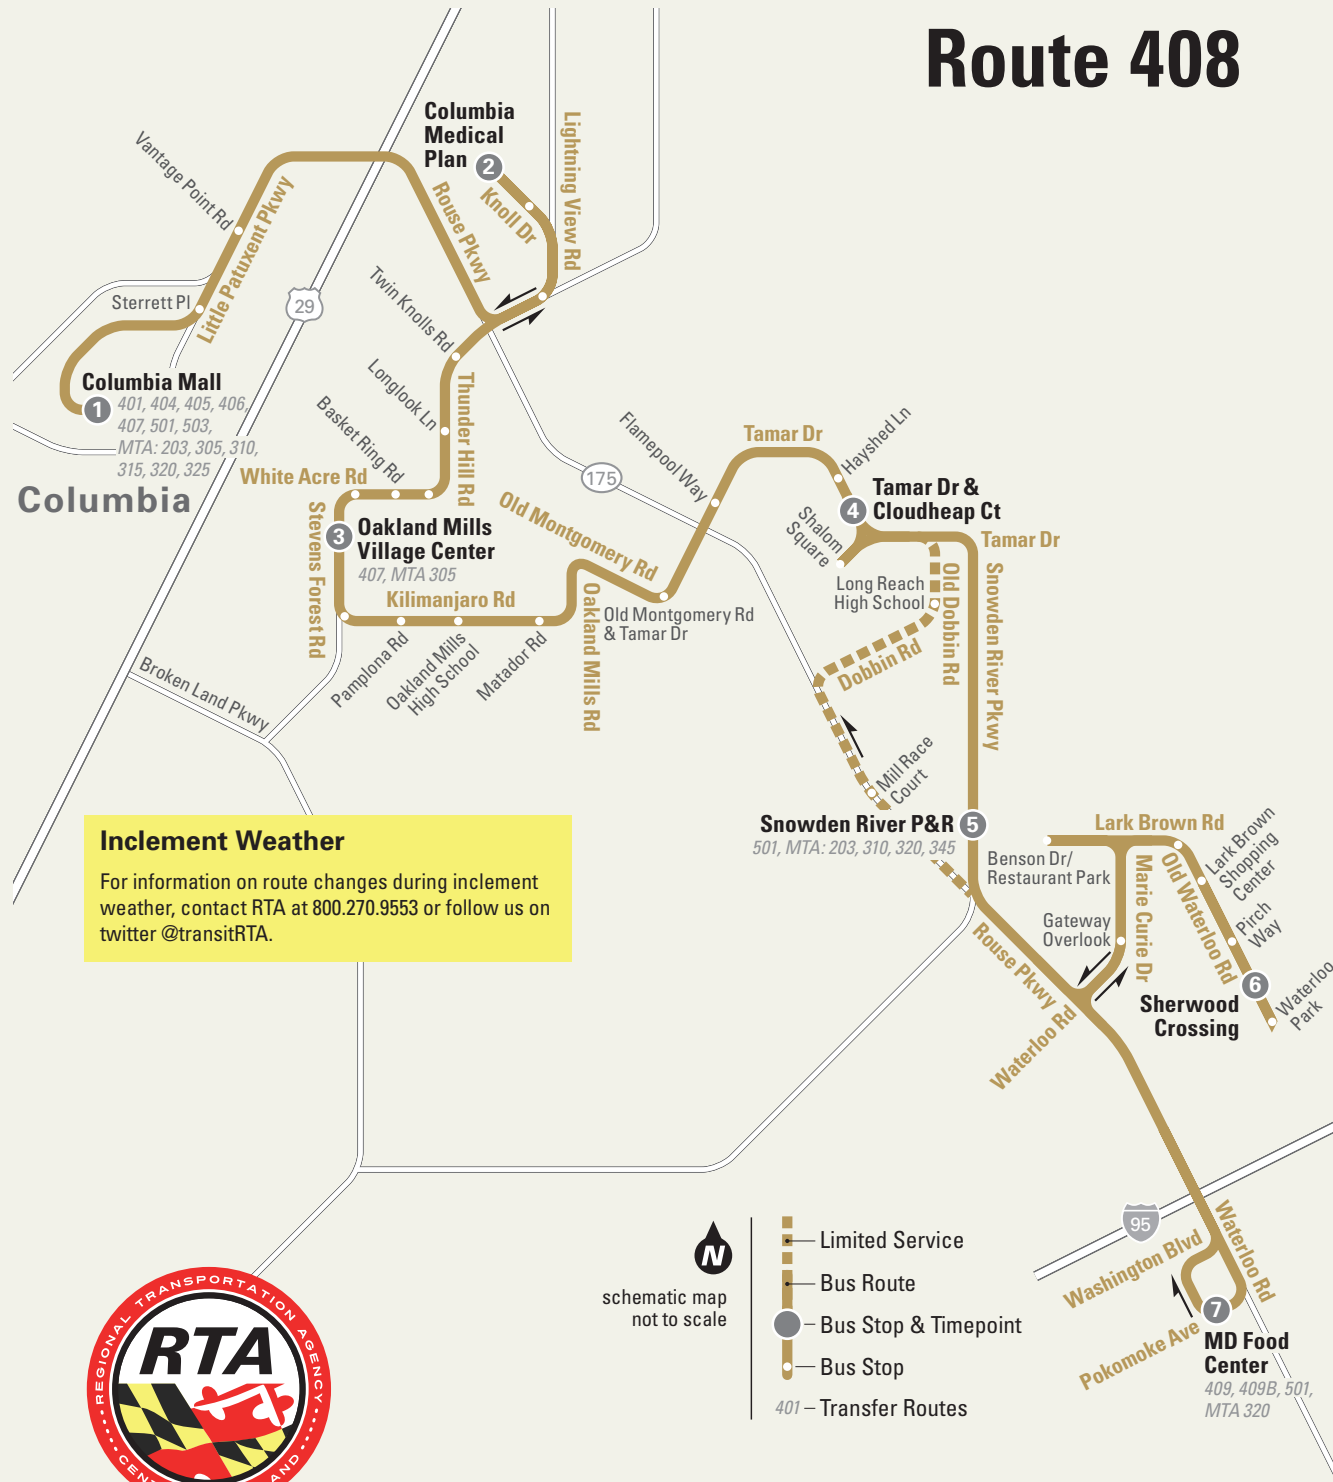 Route 408
Columbia
Medical
Plan
2
Lightning View Rd
Knoll Dr
Rouse Pkwy
Vantage Point Rd
Little Patuxent Pkwy
Sterrett Pl
29
Twin Knolls Rd
Columbia Mall
1
401, 404, 405, 406,
407, 501, 503,
MTA: 203, 305, 310,
315, 320, 325
Columbia
Longlook Ln
Thunder Hill Rd
Basket Ring Rd
White Acre Rd
Stevens Forest Rd
3
Oakland Mills
Village Center
407, MTA 305
Kilimanjaro Rd
Pamplona Rd
Oakland Mills
High School
Matador Rd
Oakland Mills Rd
Old Montgomery Rd
Old Montgomery Rd
& Tamar Dr
175
Flamepool Way
Tamar Dr
Hayshed Ln
4
Tamar Dr &
Cloudheap Ct
Shalom
Square
Tamar Dr
Long Reach
High School
Old Dobbin Rd
Snowden River Pkwy
Dobbin Rd
Broken Land Pkwy
Mill Race
Court
Snowden River P&R
5
501, MTA: 203, 310, 320, 345
Inclement Weather
For information on route changes during inclement
weather, contact RTA at 800.270.9553 or follow us on
twitter @transitRTA.
Lark Brown Rd
Benson Dr/
Restaurant Park
Lark Brown
Shopping
Center
Marie Curie Dr
Old Waterloo Rd
Pirch
Way
Gateway
Overlook
Rouse Pkwy
Waterloo Rd
6
Sherwood
Crossing
Waterloo
Park
95
Waterloo Rd
Washington Blvd
7
Pokomoke Ave
MD Food
Center
409, 409B, 501,
MTA 320
N
schematic map
not to scale
Limited Service
Bus Route
Bus Stop & Timepoint
Bus Stop
401 – Transfer Routes
REGIONAL TRANSPORTATION AGENCY
RTA